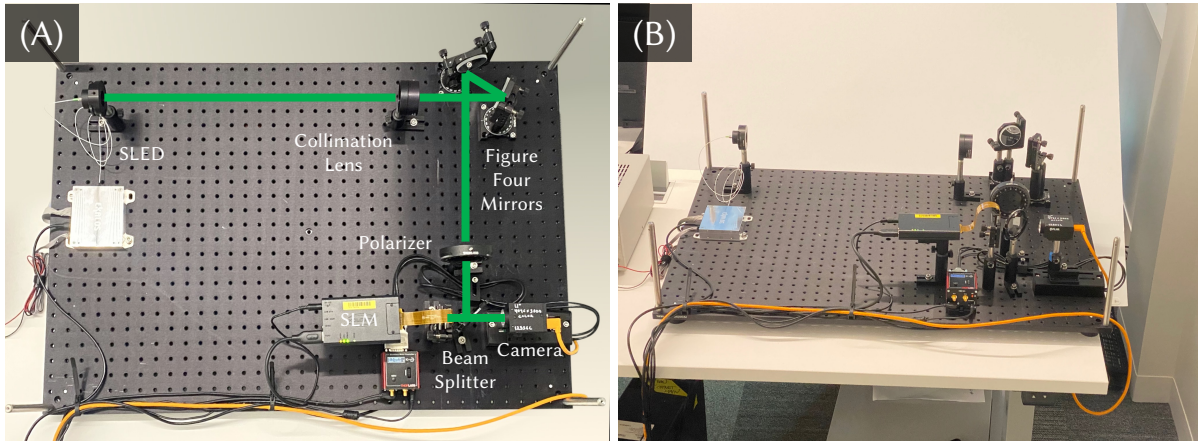 (A)
SLED
Collimation
Lens
Figure
Four
Mirrors
Polarizer
SLM
Beam
Splitter
Camera
(B)